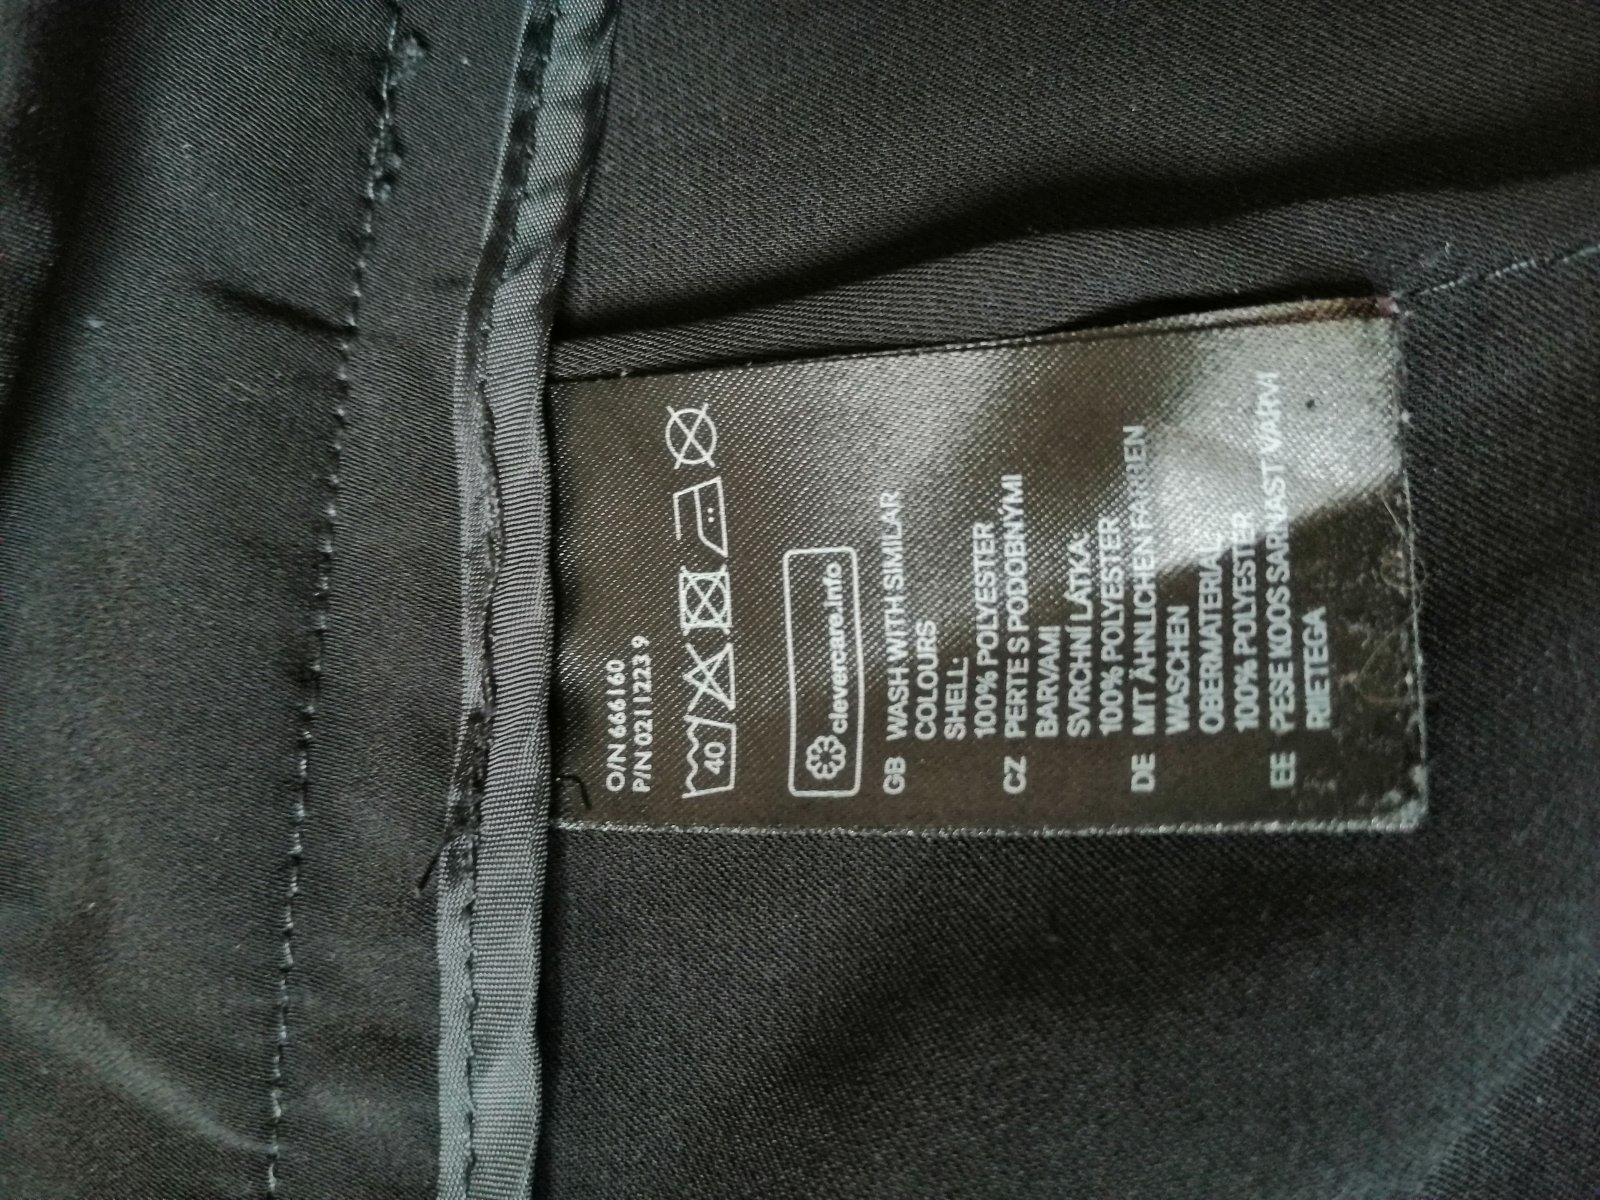 O/N 666160
P/N 0211223 9
40
clevercare.info
GB WASH WITH SIMILAR
COLOURS
SHELL:
100% POLYESTER
CZ PERTE S PODOBNÝMI
BARVAMI
SVRCHNÍ LÁTKA:
100% POLYESTER
DE MIT ÄHNLICHEN FARBEN
WASCHEN
OBERMATERIAL:
100% POLYESTER
EE PESE KOOS SARNAST VÄRVI
RIIETEGA